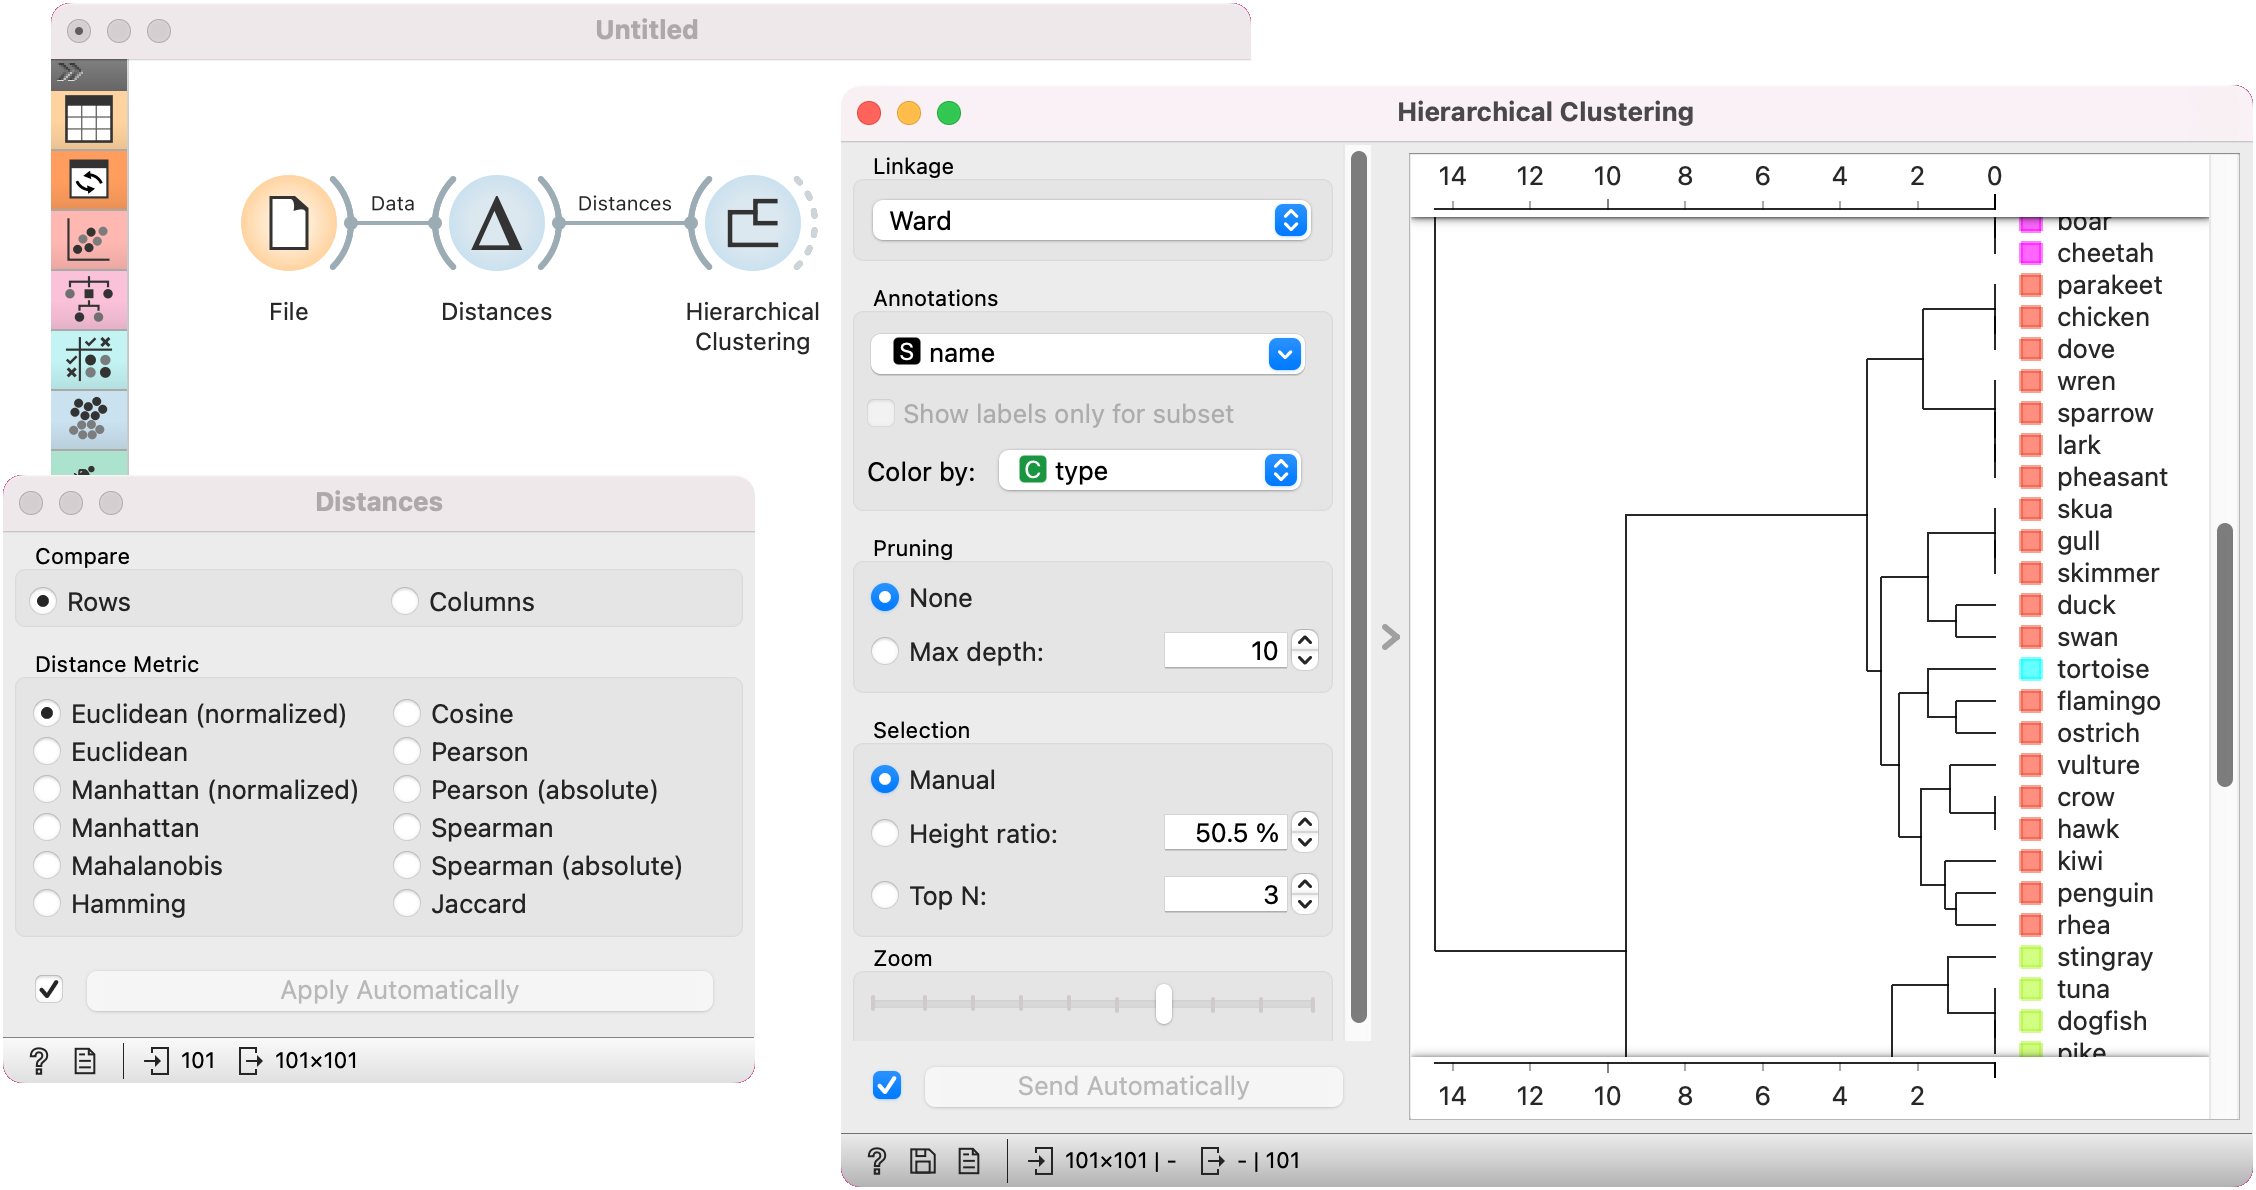 Untitled
Data
Distances
File
Distances
Hierarchical
Clustering
Distances
Compare
Rows
Columns
Distance Metric
Euclidean (normalized)
Cosine
Euclidean
Pearson
Manhattan (normalized)
Pearson (absolute)
Manhattan
Spearman
Mahalanobis
Spearman (absolute)
Hamming
Jaccard
Apply Automatically
? 101 101×101
Hierarchical Clustering
Linkage
Ward
Annotations
S name
Show labels only for subset
Color by: C type
Pruning
None
Max depth: 10
Selection
Manual
Height ratio: 50.5 %
Top N: 3
Zoom
Send Automatically
? 101×101 | - - | 101
14 12 10 8 6 4 2 0
boar
cheetah
parakeet
chicken
dove
wren
sparrow
lark
pheasant
skua
gull
skimmer
duck
swan
tortoise
flamingo
ostrich
vulture
crow
hawk
kiwi
penguin
rhea
stingray
tuna
dogfish
pike
14 12 10 8 6 4 2